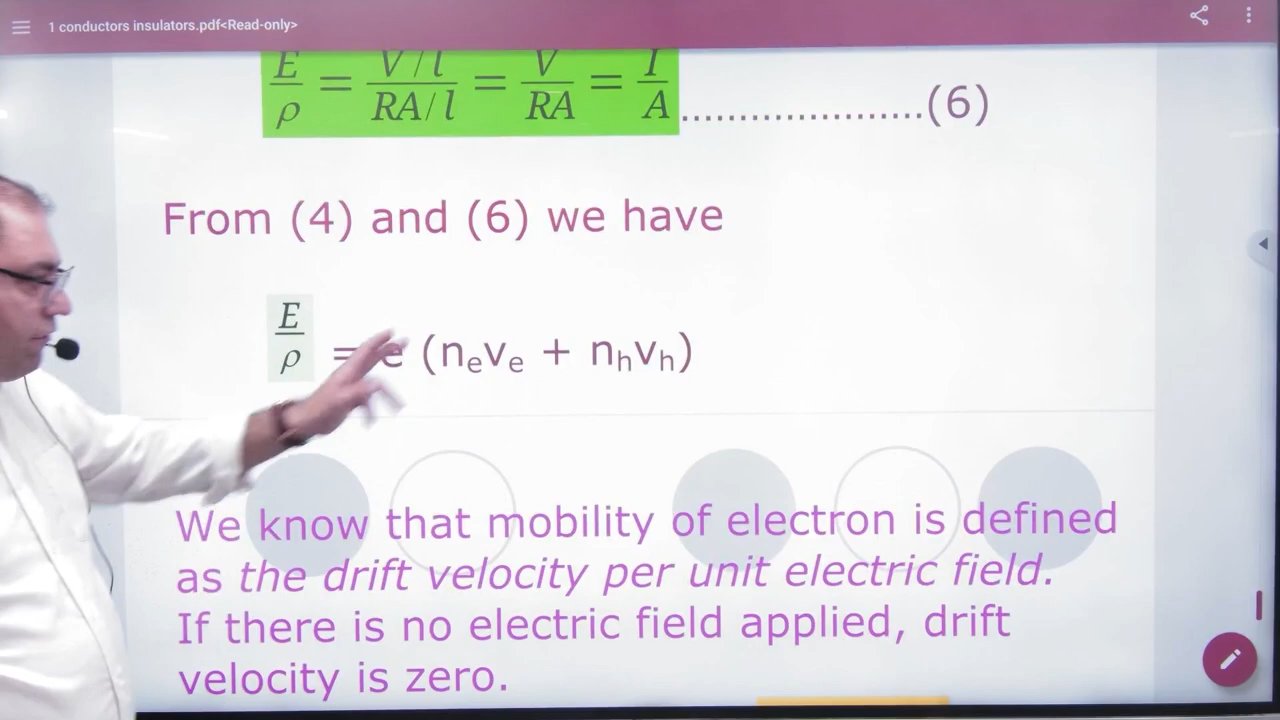 1 conductors insulators.pdf<Read-only>
E/ρ = V/l / RA/l = V/RA = I/A .....................(6)
From (4) and (6) we have
E/ρ = e (nₑvₑ + nₕvₕ)
We know that mobility of electron is defined
as the drift velocity per unit electric field.
If there is no electric field applied, drift
velocity is zero.